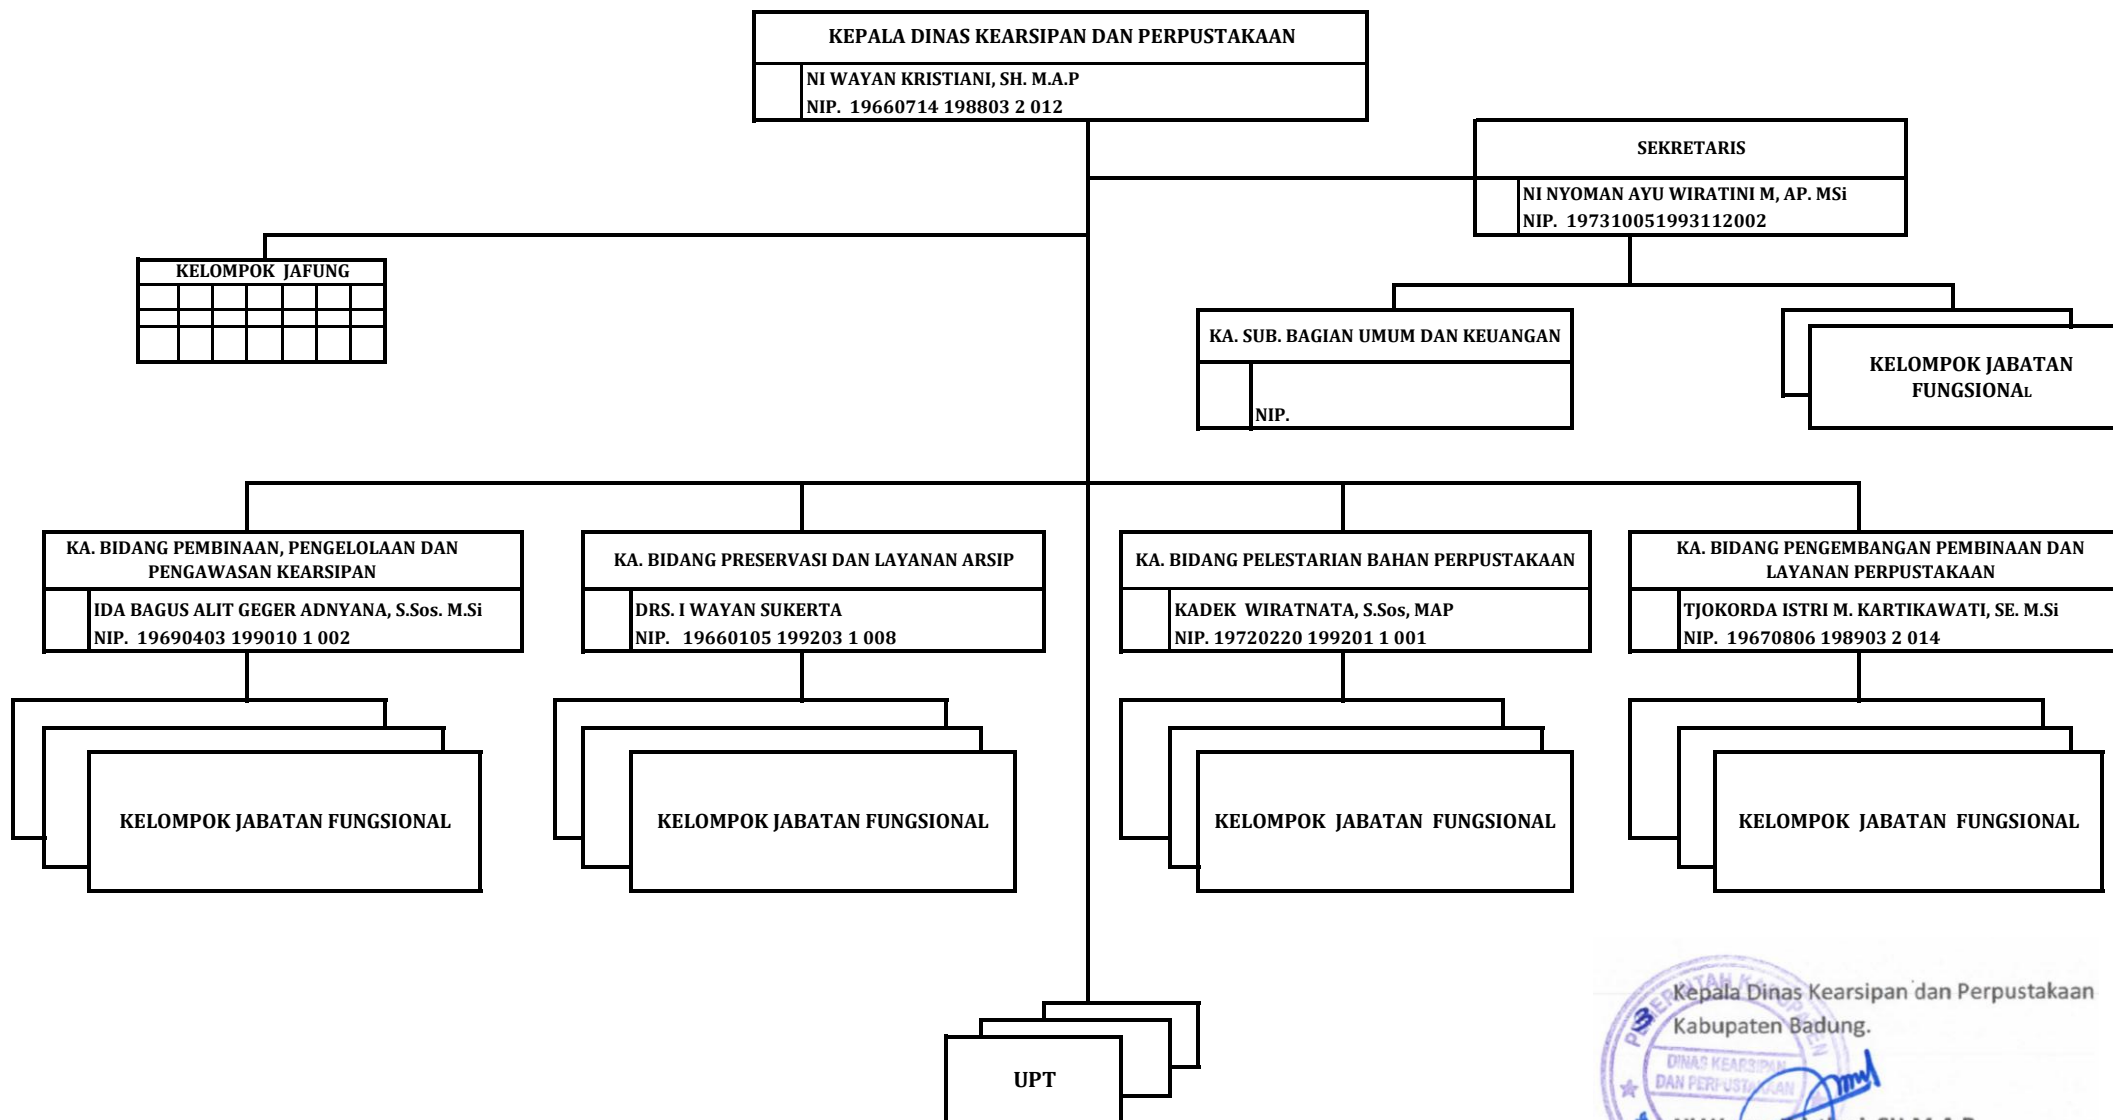 KEPALA DINAS KEARSIPAN DAN PERPUSTAKAAN
NI WAYAN KRISTIANI, SH. M.A.P
NIP. 19660714 198803 2 012
SEKRETARIS
NI NYOMAN AYU WIRATINI M, AP. MSi
NIP. 197310051993112002
KELOMPOK JAFUNG
KA. SUB. BAGIAN UMUM DAN KEUANGAN
NIP.
KELOMPOK JABATAN
FUNGSIONAL
KA. BIDANG PEMBINAAN, PENGELOLAAN DAN
PENGAWASAN KEARSIPAN
IDA BAGUS ALIT GEGER ADNYANA, S.Sos. M.Si
NIP. 19690403 199010 1 002
KA. BIDANG PRESERVASI DAN LAYANAN ARSIP
DRS. I WAYAN SUKERTA
NIP. 19660105 199203 1 008
KA. BIDANG PELESTARIAN BAHAN PERPUSTAKAAN
KADEK WIRATNATA, S.Sos, MAP
NIP. 19720220 199201 1 001
KA. BIDANG PENGEMBANGAN PEMBINAAN DAN
LAYANAN PERPUSTAKAAN
TJOKORDA ISTRI M. KARTIKAWATI, SE. M.Si
NIP. 19670806 198903 2 014
KELOMPOK JABATAN FUNGSIONAL
KELOMPOK JABATAN FUNGSIONAL
KELOMPOK JABATAN FUNGSIONAL
KELOMPOK JABATAN FUNGSIONAL
UPT
Kepala Dinas Kearsipan dan Perpustakaan
Kabupaten Badung.
PEMERINTAH KABUPATEN
DINAS KEARSIPAN
DAN PERPUSTAKAAN